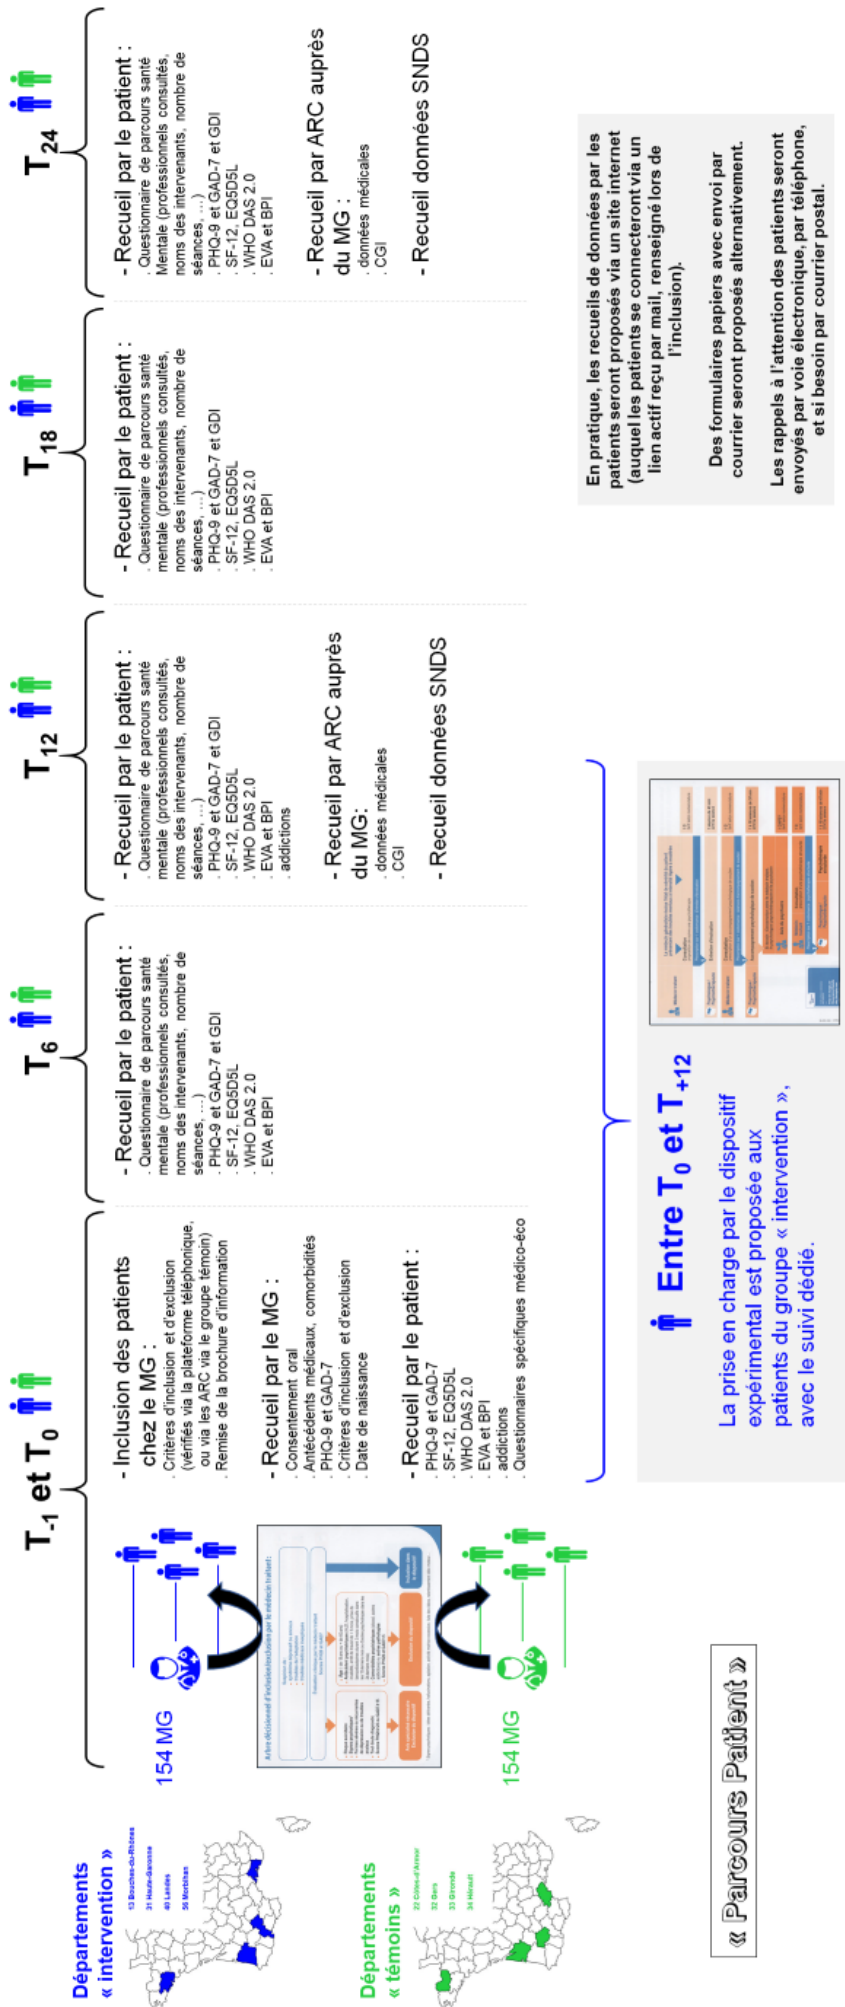 Départements
« intervention »
13 Bouches-du-Rhônes
31 Haute-Garonne
40 Landes
56 Morbihan
Départements
« témoins »
22 Côtes-d'Armor
32 Gers
33 Gironde
34 Hérault
« Parcours Patient »
154 MG
Arbre décisionnel d'inclusion/exclusion par le médecin traitant :
154 MG
T-1 et T0
- Inclusion des patients
chez le MG :
. Critères d'inclusion et d'exclusion
(vérifiés via la plateforme téléphonique,
ou via les ARC via le groupe témoin)
. Remise de la brochure d'information
- Recueil par le MG :
. Consentement oral
. Antécédents médicaux, comorbidités
. PHQ-9 et GAD-7
. Critères d'inclusion et d'exclusion
. Date de naissance
- Recueil par le patient :
. PHQ-9 et GAD-7
. SF-12, EQ5D5L
. WHO DAS 2.0
. EVA et BPI
. addictions
. Questionnaires spécifiques médico-éco
T6
- Recueil par le patient :
. Questionnaire de parcours santé
mentale (professionnels consultés,
noms des intervenants, nombre de
séances, ...)
. PHQ-9 et GAD-7 et GDI
. SF-12, EQ5D5L
. WHO DAS 2.0
. EVA et BPI
T12
- Recueil par le patient :
. Questionnaire de parcours santé
mentale (professionnels consultés,
noms des intervenants, nombre de
séances, ...)
. PHQ-9 et GAD-7 et GDI
. SF-12, EQ5D5L
. WHO DAS 2.0
. EVA et BPI
. addictions
- Recueil par ARC auprès
du MG:
. données médicales
. CGI
- Recueil données SNDS
T18
- Recueil par le patient :
. Questionnaire de parcours santé
mentale (professionnels consultés,
noms des intervenants, nombre de
séances, ...)
. PHQ-9 et GAD-7 et GDI
. SF-12, EQ5D5L
. WHO DAS 2.0
. EVA et BPI
T24
- Recueil par le patient :
. Questionnaire de parcours santé
Mentale (professionnels consultés,
noms des intervenants, nombre de
séances, ...)
. PHQ-9 et GAD-7 et GDI
. SF-12, EQ5D5L
. WHO DAS 2.0
. EVA et BPI
- Recueil par ARC auprès
du MG :
. données médicales
. CGI
- Recueil données SNDS
Entre T0 et T+12
La prise en charge par le dispositif
expérimental est proposée aux
patients du groupe « intervention »,
avec le suivi dédié.
En pratique, les recueils de données par les
patients seront proposés via un site internet
(auquel les patients se connecteront via un
lien actif reçu par mail, renseigné lors de
l'inclusion).
Des formulaires papiers avec envoi par
courrier seront proposés alternativement.
Les rappels à l'attention des patients seront
envoyés par voie électronique, par téléphone,
et si besoin par courrier postal.